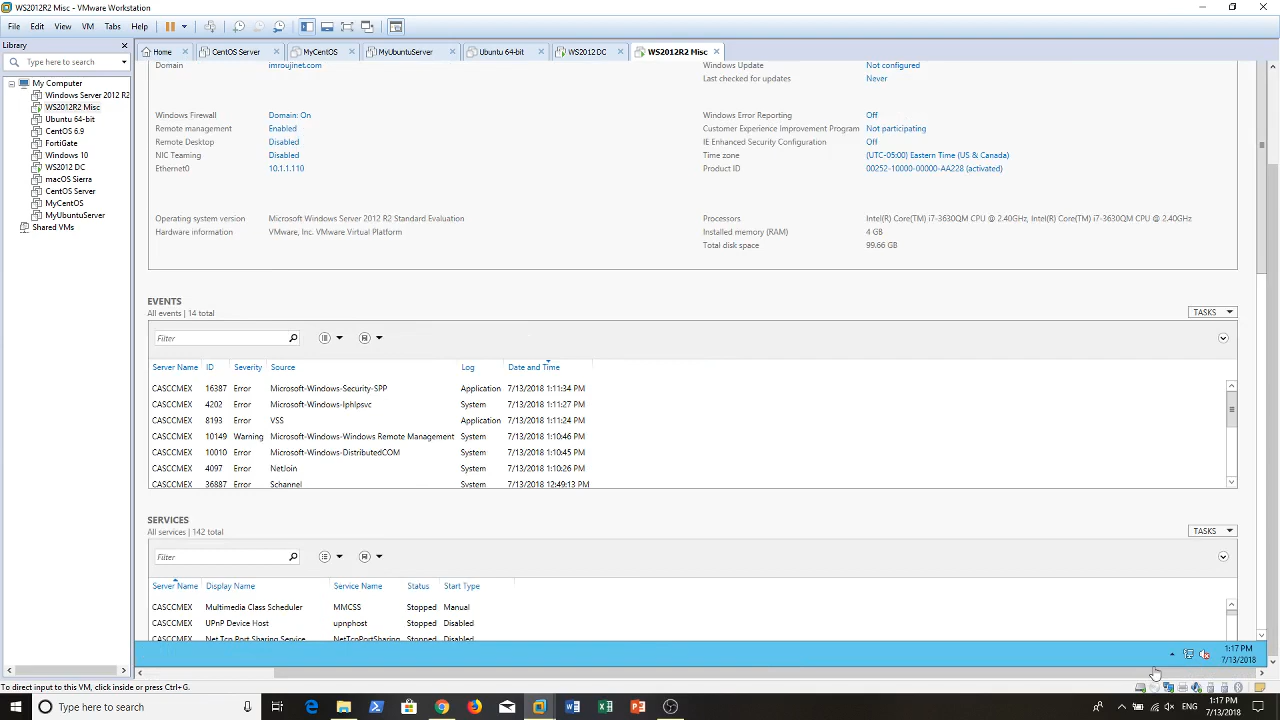 WS2012R2 Misc - VMware Workstation
File Edit View VM Tabs Help
Library
Home CentOS Server MyCentOS MyUbuntuServer Ubuntu 64-bit WS2012 DC WS2012R2 Misc
Type here to search
My Computer
Windows Server 2012 R2
WS2012R2 Misc
Ubuntu 64-bit
CentOS 6.9
FortiGate
Windows 10
WS2012 DC
macOS Sierra
CentOS Server
MyCentOS
MyUbuntuServer
Shared VMs
Domain imroujinet.com Windows Update Not configured
Last checked for updates Never
Windows Firewall Domain: On Windows Error Reporting Off
Remote management Enabled Customer Experience Improvement Program Not participating
Remote Desktop Disabled IE Enhanced Security Configuration Off
NIC Teaming Disabled Time zone (UTC-05:00) Eastern Time (US & Canada)
Ethernet0 10.1.1.110 Product ID 00252-10000-00000-AA228 (activated)
Operating system version Microsoft Windows Server 2012 R2 Standard Evaluation Processors Intel(R) Core(TM) i7-3630QM CPU @ 2.40GHz, Intel(R) Core(TM) i7-3630QM CPU @ 2.40GHz
Hardware information VMware, Inc. VMware Virtual Platform Installed memory (RAM) 4 GB
Total disk space 99.66 GB
EVENTS
All events | 14 total TASKS
Filter
Server Name ID Severity Source Log Date and Time
CASCCMEX 16387 Error Microsoft-Windows-Security-SPP Application 7/13/2018 1:11:34 PM
CASCCMEX 4202 Error Microsoft-Windows-Iphlpsvc System 7/13/2018 1:11:27 PM
CASCCMEX 8193 Error VSS Application 7/13/2018 1:11:24 PM
CASCCMEX 10149 Warning Microsoft-Windows-Windows Remote Management System 7/13/2018 1:10:46 PM
CASCCMEX 10010 Error Microsoft-Windows-DistributedCOM System 7/13/2018 1:10:45 PM
CASCCMEX 4097 Error NetJoin System 7/13/2018 1:10:26 PM
CASCCMEX 36887 Error Schannel System 7/13/2018 12:49:13 PM
SERVICES
All services | 142 total TASKS
Filter
Server Name Display Name Service Name Status Start Type
CASCCMEX Multimedia Class Scheduler MMCSS Stopped Manual
CASCCMEX UPnP Device Host upnphost Stopped Disabled
CASCCMEX Net.Tcp Port Sharing Service NetTcpPortSharing Stopped Disabled
1:17 PM
7/13/2018
To direct input to this VM, click inside or press Ctrl+G.
Type here to search ENG 1:17 PM
7/13/2018